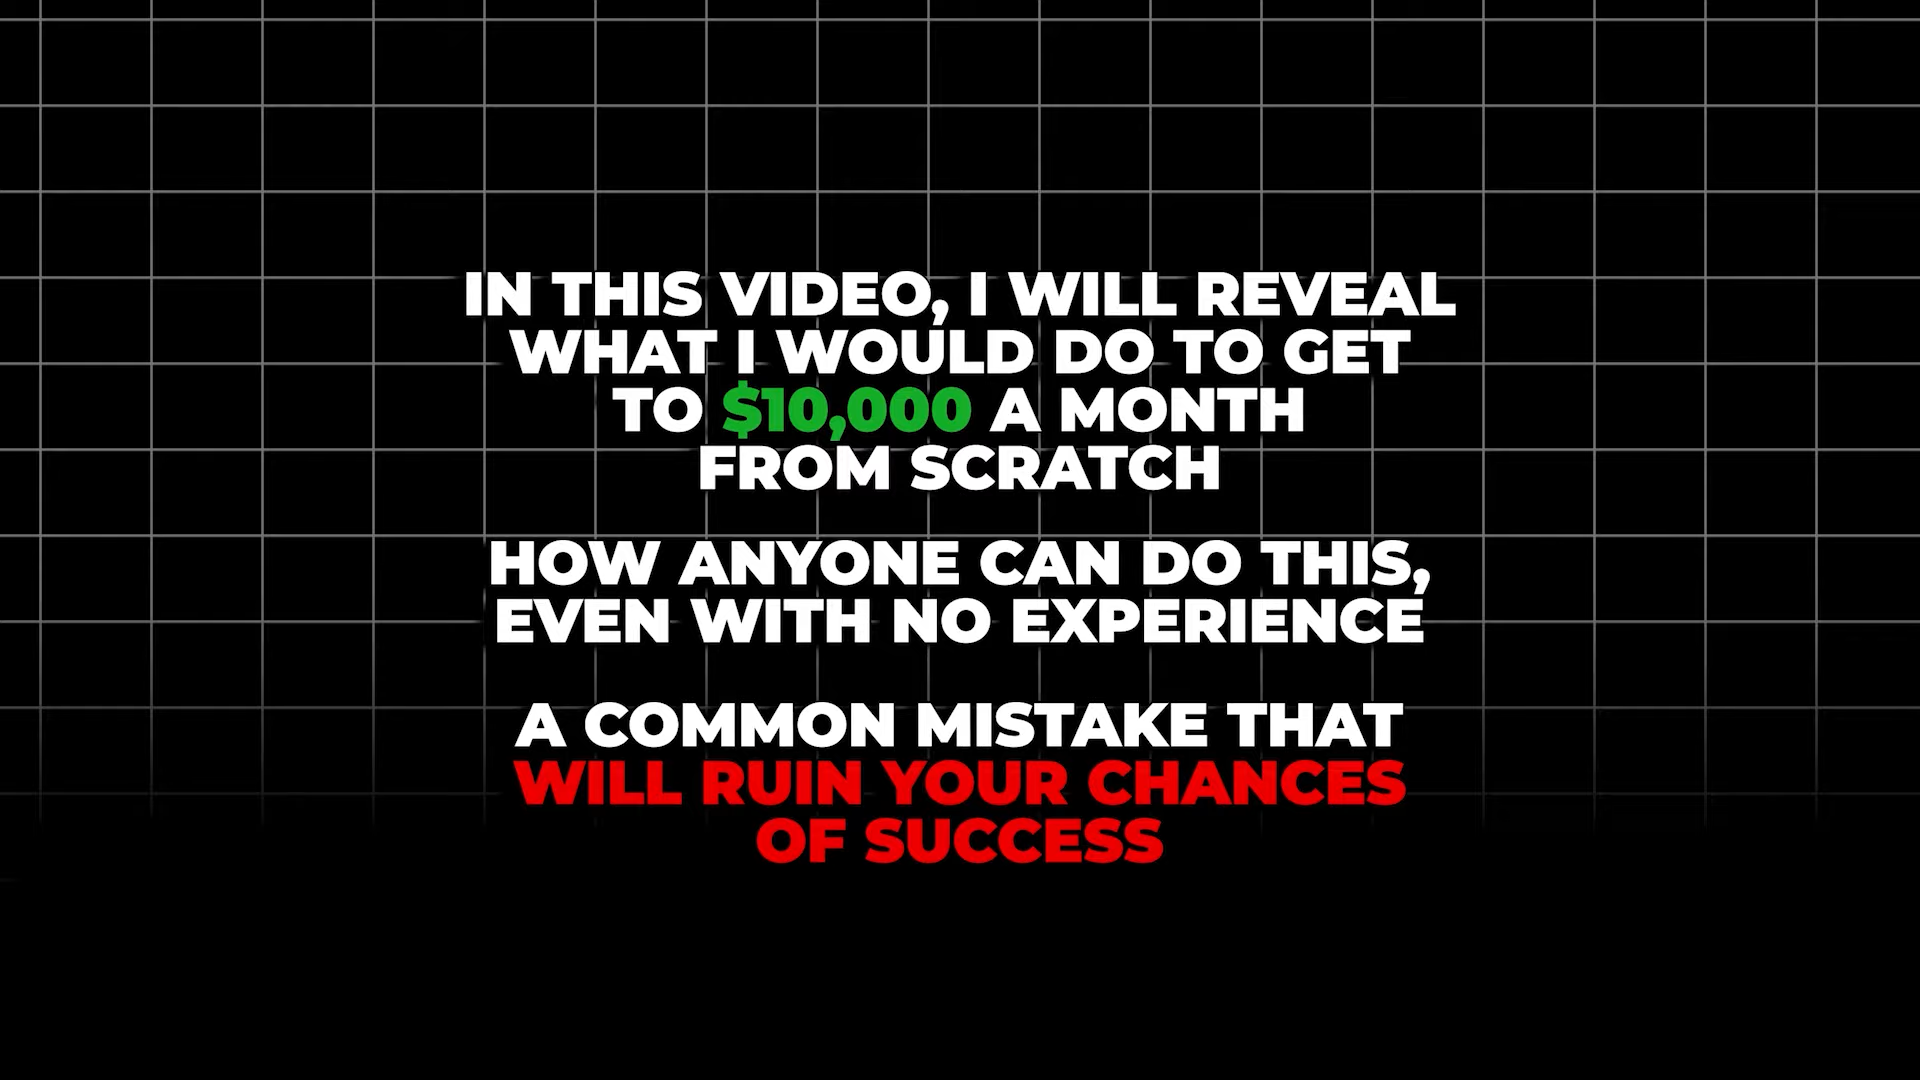 IN THIS VIDEO, I WILL REVEAL
WHAT I WOULD DO TO GET
TO $10,000 A MONTH
FROM SCRATCH
HOW ANYONE CAN DO THIS,
EVEN WITH NO EXPERIENCE
A COMMON MISTAKE THAT
WILL RUIN YOUR CHANCES
OF SUCCESS